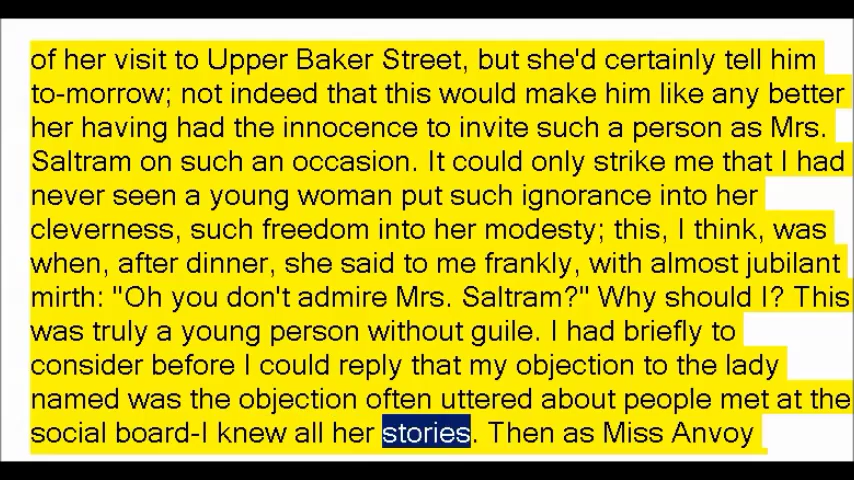 of her visit to Upper Baker Street, but she'd certainly tell him
to-morrow; not indeed that this would make him like any better
her having had the innocence to invite such a person as Mrs.
Saltram on such an occasion. It could only strike me that I had
never seen a young woman put such ignorance into her
cleverness, such freedom into her modesty; this, I think, was
when, after dinner, she said to me frankly, with almost jubilant
mirth: "Oh you don't admire Mrs. Saltram?" Why should I? This
was truly a young person without guile. I had briefly to
consider before I could reply that my objection to the lady
named was the objection often uttered about people met at the
social board-I knew all her stories. Then as Miss Anvoy